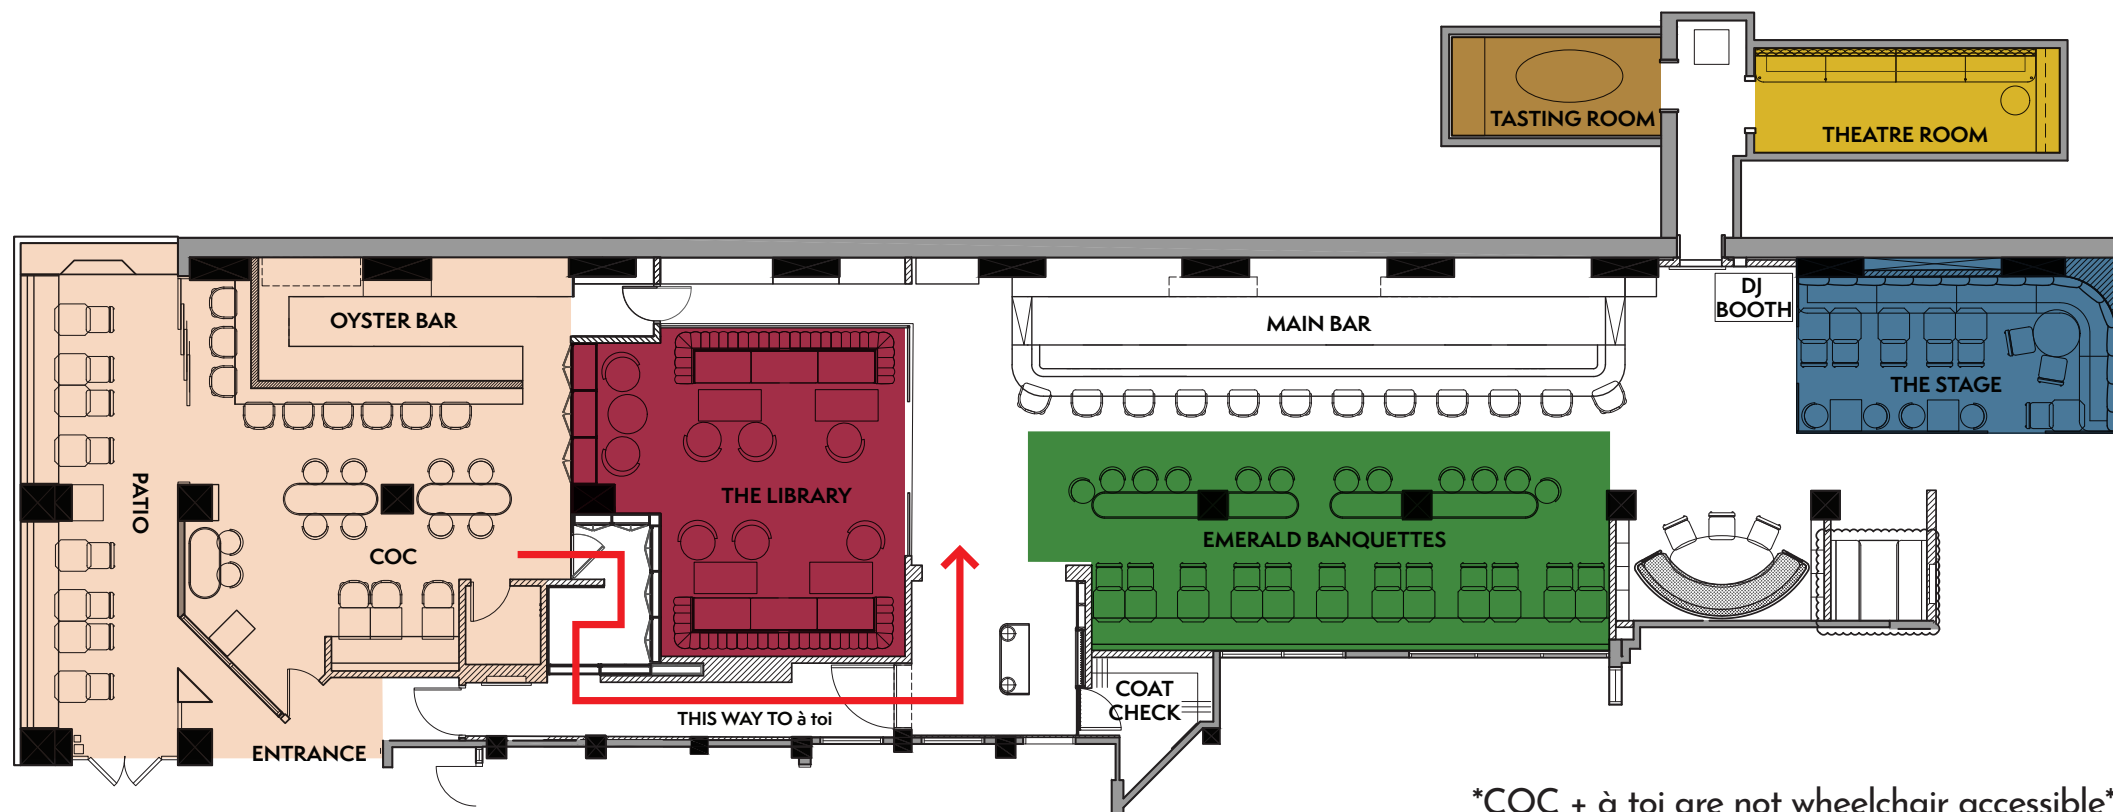 TASTING ROOM
THEATRE ROOM
OYSTER BAR
MAIN BAR
DJ
BOOTH
THE STAGE
PATIO
THE LIBRARY
COC
EMERALD BANQUETTES
COAT
CHECK
THIS WAY TO à toi
ENTRANCE
*COC + à toi are not wheelchair accessible*